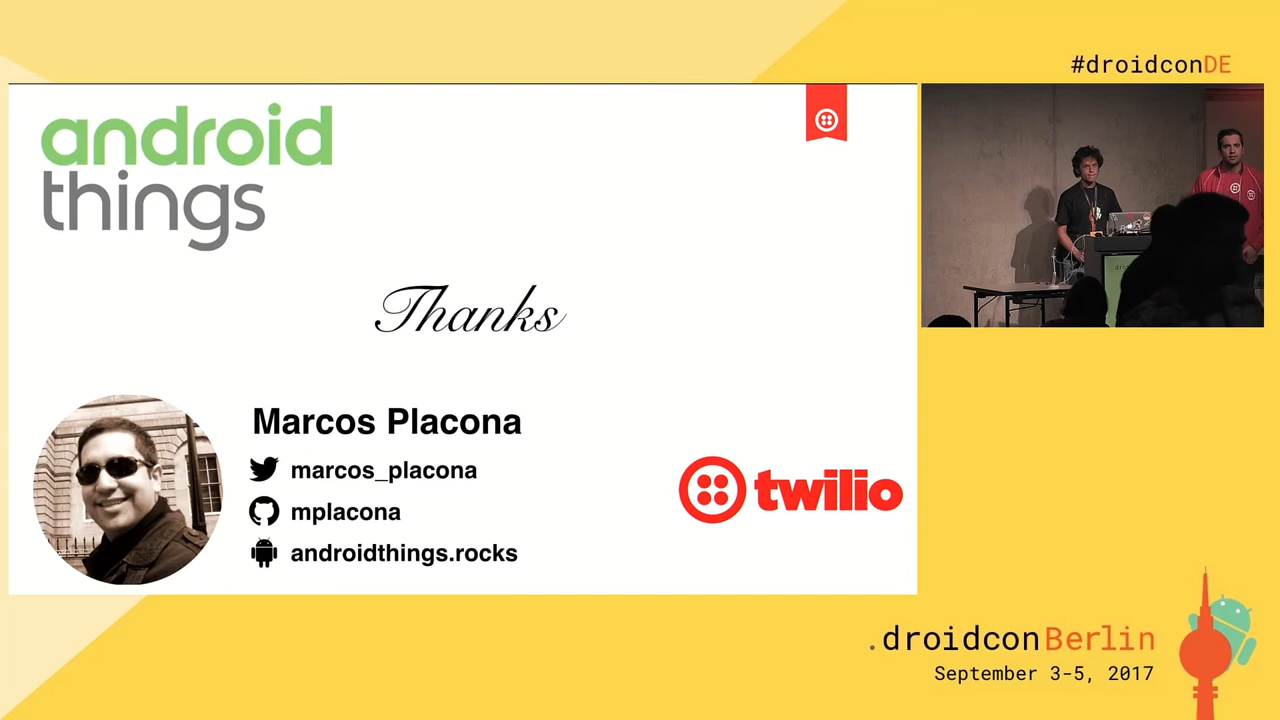 #droidconDE
android
things
Thanks
Marcos Placona
marcos_placona
mplacona
androidthings.rocks
twilio
.droidconBerlin
September 3-5, 2017